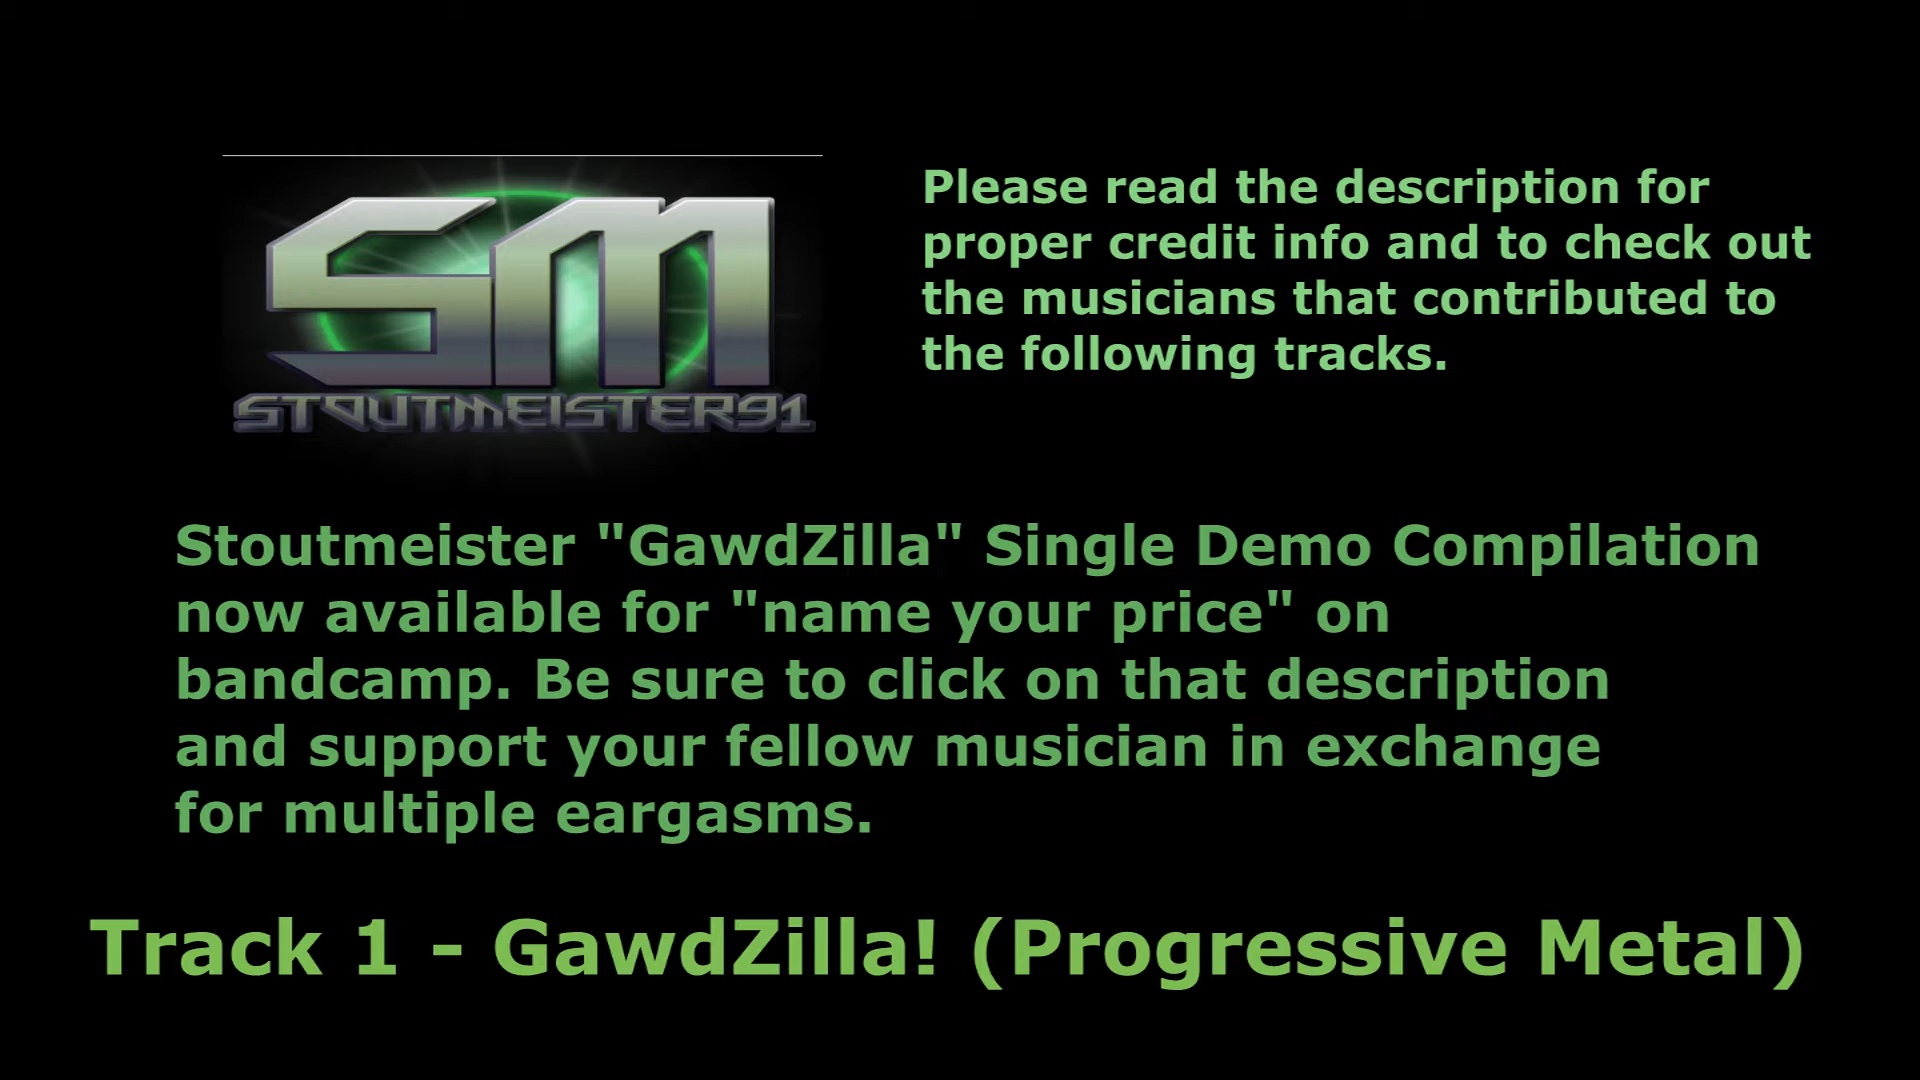 SM
STOUTMEISTER91
Please read the description for
proper credit info and to check out
the musicians that contributed to
the following tracks.
Stoutmeister "GawdZilla" Single Demo Compilation
now available for "name your price" on
bandcamp. Be sure to click on that description
and support your fellow musician in exchange
for multiple eargasms.
Track 1 - GawdZilla! (Progressive Metal)